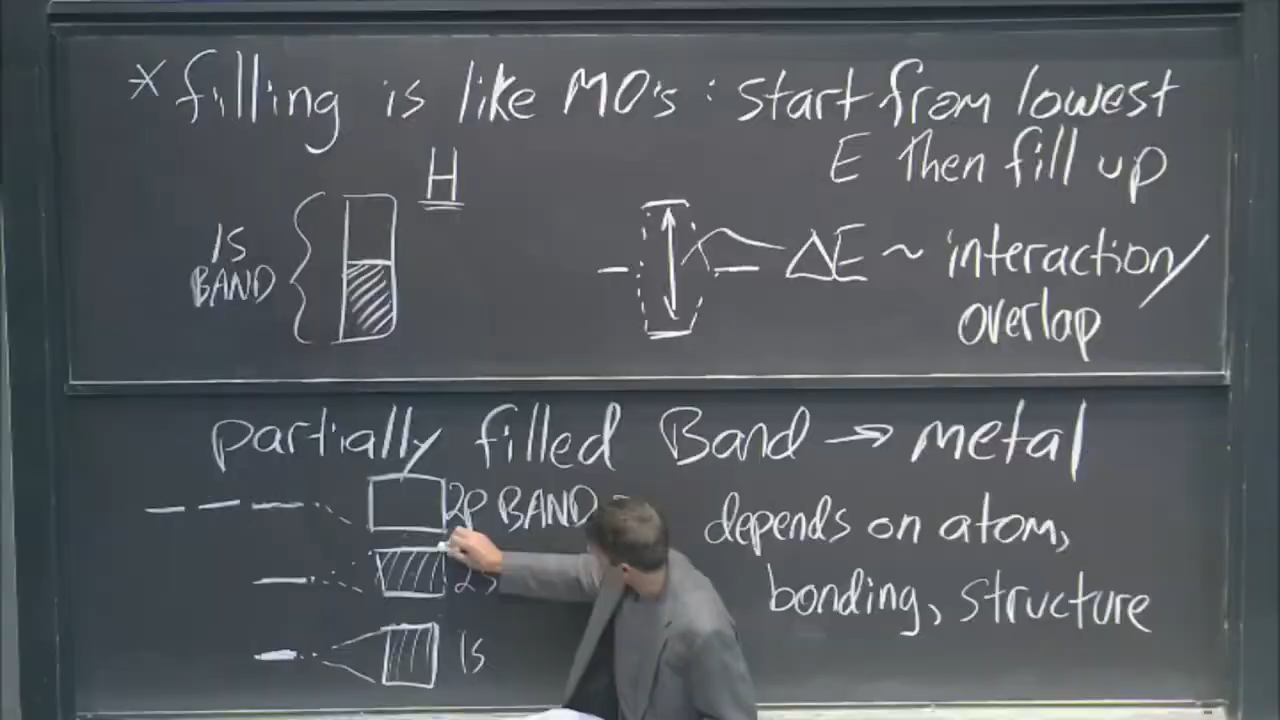 * filling is like MO's : start from lowest
E then fill up
H
1S
BAND
ΔE ~ interaction/
overlap
partially filled Band → metal
2p BAND
depends on atom,
2s
bonding, structure
1s